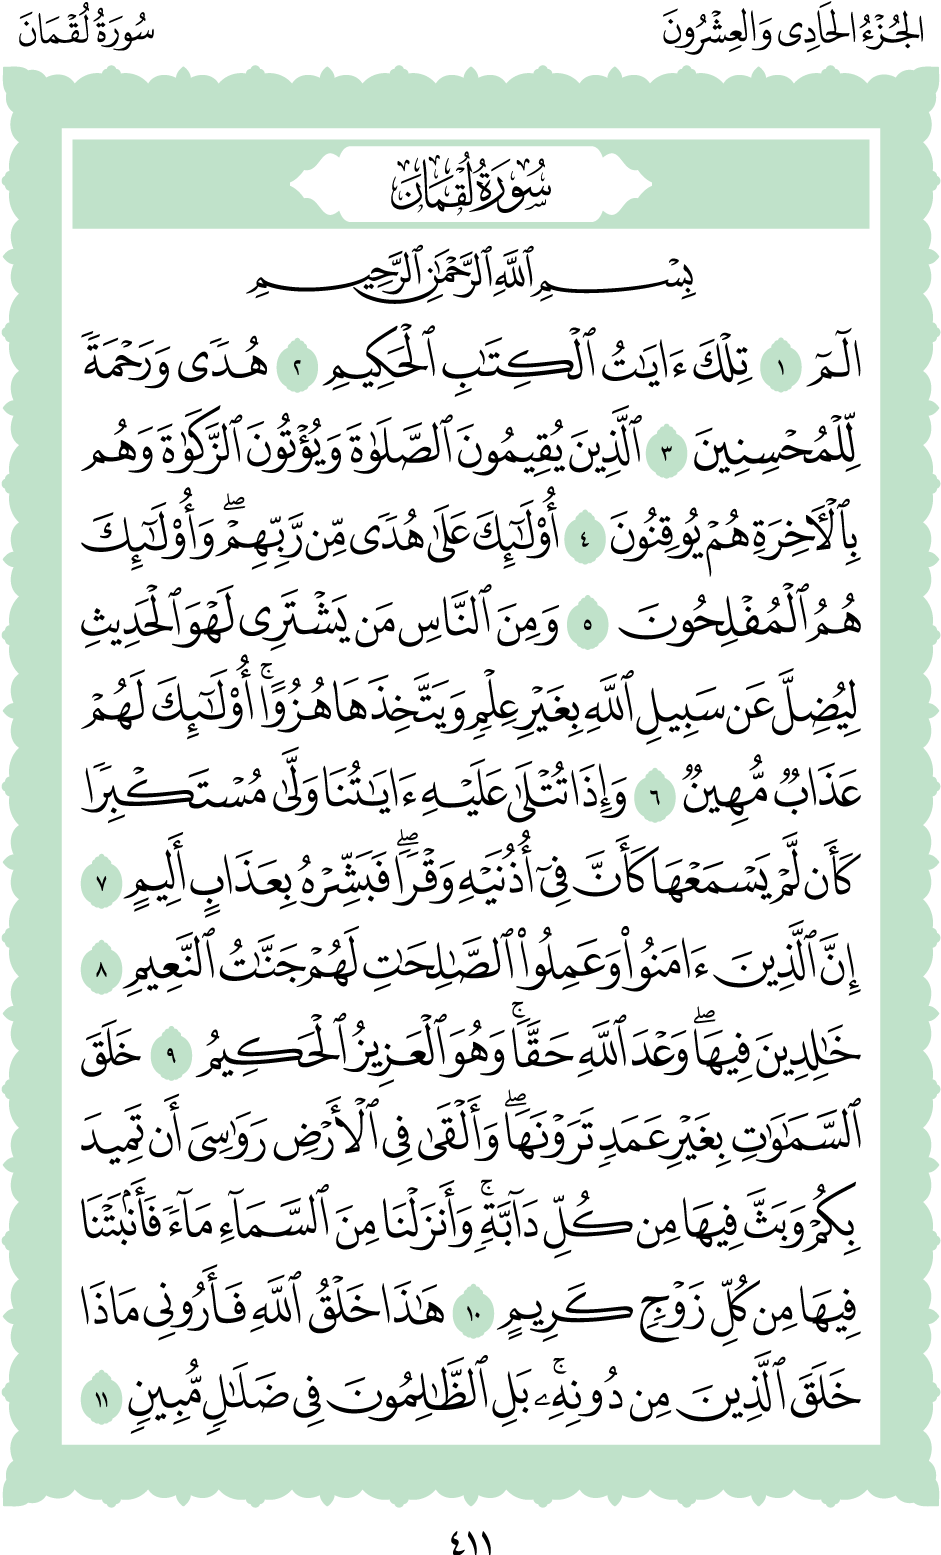 الجُزْءُ الحَادِى وَالعِشْرُونَ
سُورَةُ لُقْمَانَ
سُورَةُ لُقْمَانَ
بِسْمِ ٱللَّهِ ٱلرَّحْمَٰنِ ٱلرَّحِيمِ
الٓمٓ ١ تِلْكَ ءَايَٰتُ ٱلْكِتَٰبِ ٱلْحَكِيمِ ٢ هُدًى وَرَحْمَةً
لِّلْمُحْسِنِينَ ٣ ٱلَّذِينَ يُقِيمُونَ ٱلصَّلَوٰةَ وَيُؤْتُونَ ٱلزَّكَوٰةَ وَهُم
بِٱلْأٓخِرَةِ هُمْ يُوقِنُونَ ٤ أُو۟لَٰٓئِكَ عَلَىٰ هُدًى مِّن رَّبِّهِمْۖ وَأُو۟لَٰٓئِكَ
هُمُ ٱلْمُفْلِحُونَ ٥ وَمِنَ ٱلنَّاسِ مَن يَشْتَرِى لَهْوَ ٱلْحَدِيثِ
لِيُضِلَّ عَن سَبِيلِ ٱللَّهِ بِغَيْرِ عِلْمٍ وَيَتَّخِذَهَا هُزُوًاۚ أُو۟لَٰٓئِكَ لَهُمْ
عَذَابٌ مُّهِينٌ ٦ وَإِذَا تُتْلَىٰ عَلَيْهِ ءَايَٰتُنَا وَلَّىٰ مُسْتَكْبِرًا
كَأَن لَّمْ يَسْمَعْهَا كَأَنَّ فِىٓ أُذُنَيْهِ وَقْرًاۖ فَبَشِّرْهُ بِعَذَابٍ أَلِيمٍ ٧
إِنَّ ٱلَّذِينَ ءَامَنُوا۟ وَعَمِلُوا۟ ٱلصَّٰلِحَٰتِ لَهُمْ جَنَّٰتُ ٱلنَّعِيمِ ٨
خَٰلِدِينَ فِيهَاۖ وَعْدَ ٱللَّهِ حَقًّاۚ وَهُوَ ٱلْعَزِيزُ ٱلْحَكِيمُ ٩ خَلَقَ
ٱلسَّمَٰوَٰتِ بِغَيْرِ عَمَدٍ تَرَوْنَهَاۖ وَأَلْقَىٰ فِى ٱلْأَرْضِ رَوَٰسِىَ أَن تَمِيدَ
بِكُمْ وَبَثَّ فِيهَا مِن كُلِّ دَآبَّةٍۚ وَأَنزَلْنَا مِنَ ٱلسَّمَآءِ مَآءً فَأَنۢبَتْنَا
فِيهَا مِن كُلِّ زَوْجٍ كَرِيمٍ ١٠ هَٰذَا خَلْقُ ٱللَّهِ فَأَرُونِى مَاذَا
خَلَقَ ٱلَّذِينَ مِن دُونِهِۦۚ بَلِ ٱلظَّٰلِمُونَ فِى ضَلَٰلٍ مُّبِينٍ ١١
٤١١